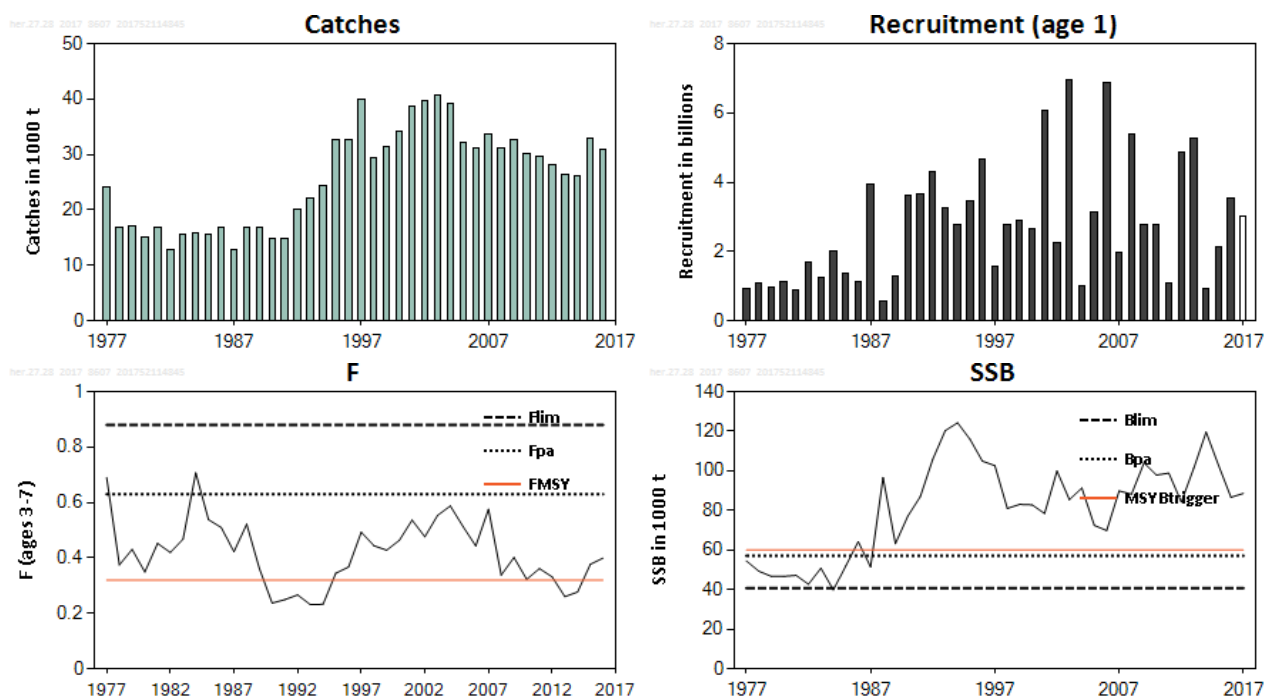 her.27.28 2017 8607 201752114845
Catches
50
40
30
20
10
0
Catches in 1000 t
1977 1987 1997 2007 2017
her.27.28 2017 8607 201752114845
Recruitment (age 1)
8
6
4
2
0
Recruitment in billions
1977 1987 1997 2007 2017
her.27.28 2017 8607 201752114845
F
1
0.8
0.6
0.4
0.2
0
F (ages 3-7)
Flim
Fpa
FMSY
1977 1982 1987 1992 1997 2002 2007 2012 2017
her.27.28 2017 8607 201752114845
SSB
140
120
100
80
60
40
20
0
SSB in 1000 t
Blim
Bpa
MSY Btrigger
1977 1987 1997 2007 2017